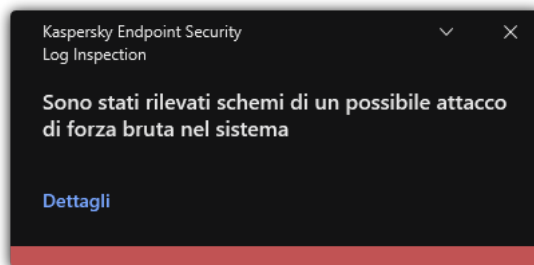 Kaspersky Endpoint Security
Log Inspection
Sono stati rilevati schemi di un possibile attacco
di forza bruta nel sistema
Dettagli